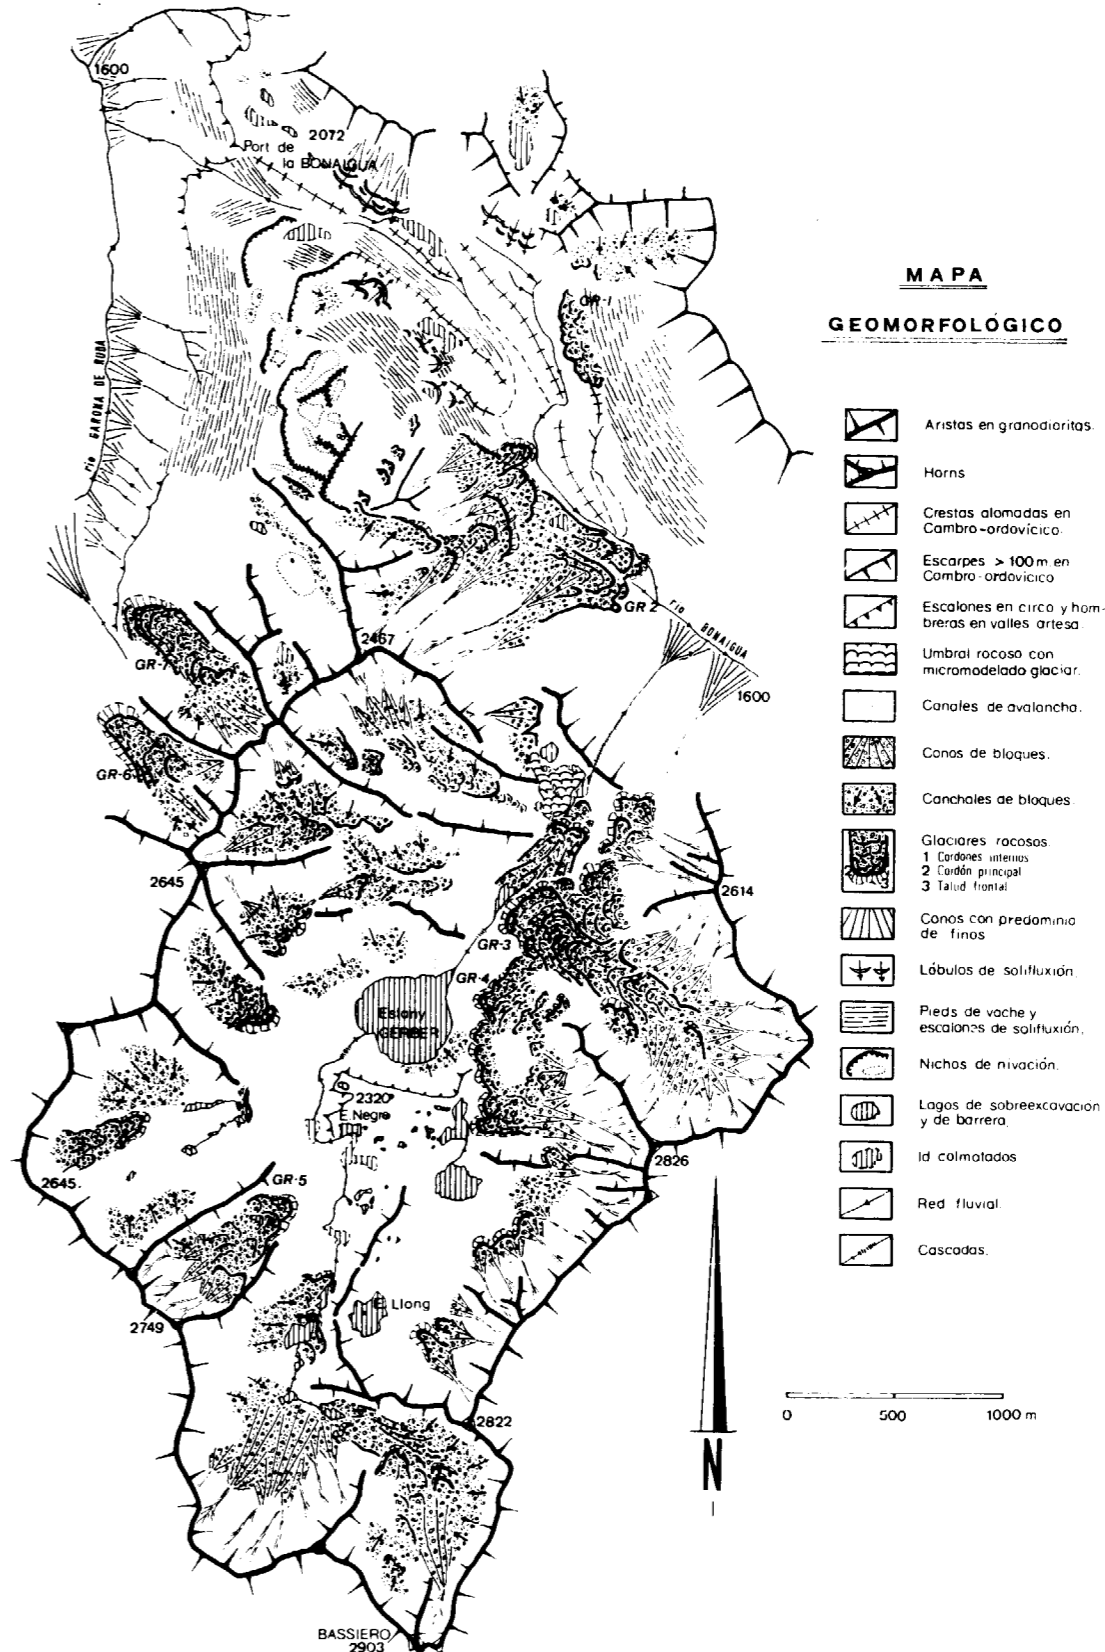 1600
2072
Port de
la BONAIGUA
GR-1
río GARONA DE RUDA
GR 2
río BONAIGUA
1600
2467
GR-7
GR-6
2645
2614
GR-3
GR-4
Estany
GERBER
2320
E. Negre
2826
2645.
GR-5
E. Llong
2749
2822
BASSIERO
2903
MAPA
GEOMORFOLÓGICO
Aristas en granodioritas.
Horns
Crestas alomadas en
Cambro-ordovícico.
Escarpes > 100 m. en
Cambro-ordovícico
Escalones en circo y hom-
breras en valles artesa.
Umbral rocoso con
micromodelado glaciar.
Canales de avalancha.
Conos de bloques.
Canchales de bloques.
Glaciares rocosos.
1 Cordones internos
2 Cordón principal
3 Talud frontal
Conos con predominio
de finos
Lóbulos de solifluxión.
Pieds de vache y
escalones de solifluxión.
Nichos de nivación.
Lagos de sobreexcavación
y de barrera.
Id colmatados
Red fluvial.
Cascadas.
0 500 1000 m
N